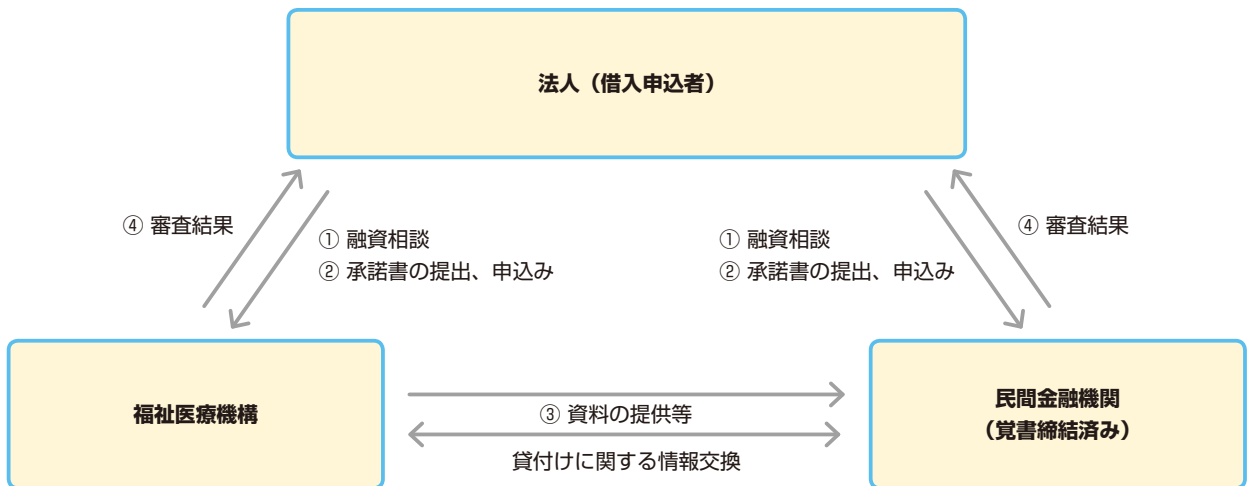 法人（借入申込者）
④ 審査結果
① 融資相談
② 承諾書の提出、申込み
① 融資相談
② 承諾書の提出、申込み
④ 審査結果
福祉医療機構
③ 資料の提供等
貸付けに関する情報交換
民間金融機関
（覚書締結済み）